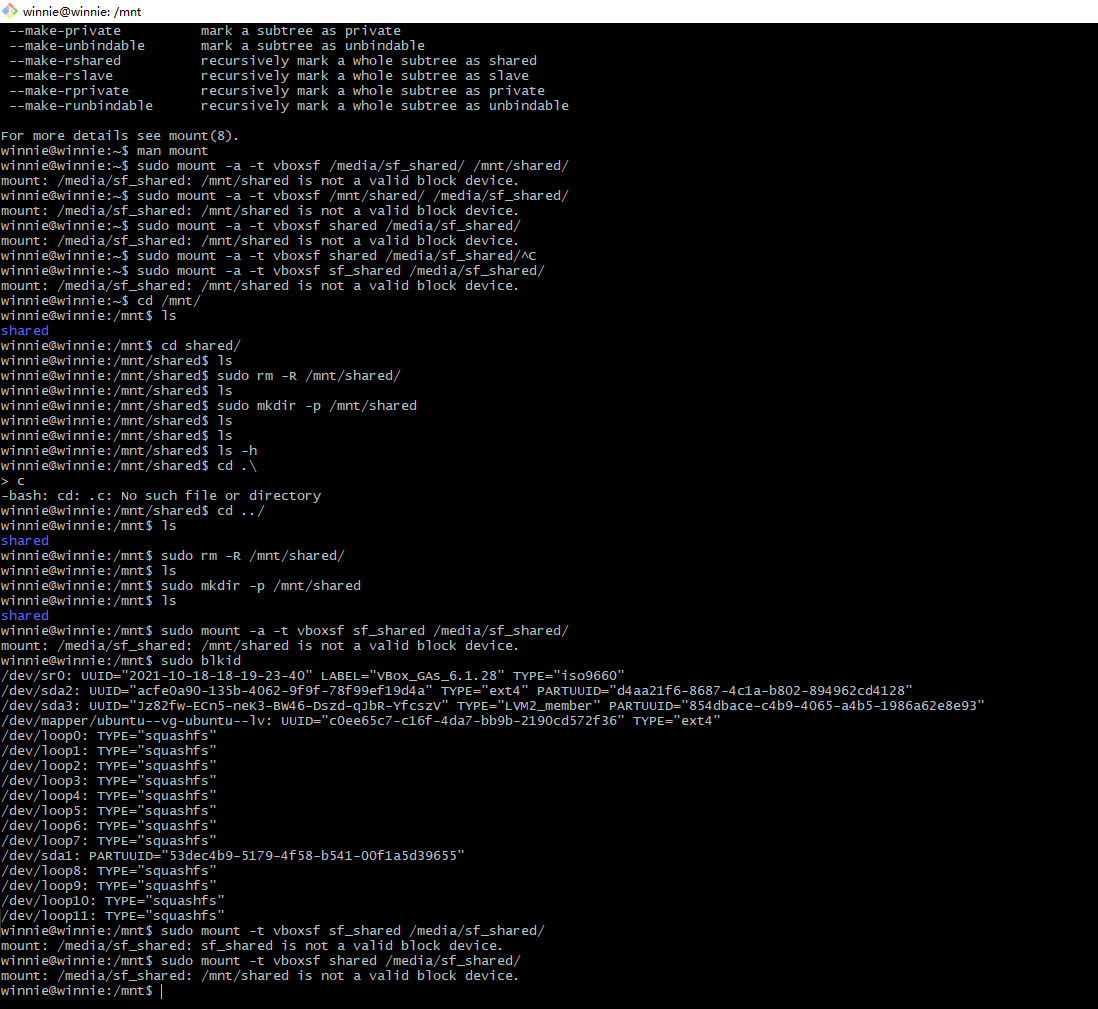 winnie@winnie: /mnt
--make-private          mark a subtree as private
--make-unbindable       mark a subtree as unbindable
--make-rshared          recursively mark a whole subtree as shared
--make-rslave           recursively mark a whole subtree as slave
--make-rprivate         recursively mark a whole subtree as private
--make-runbindable      recursively mark a whole subtree as unbindable
For more details see mount(8).
winnie@winnie:~$ man mount
winnie@winnie:~$ sudo mount -a -t vboxsf /media/sf_shared/ /mnt/shared/
mount: /media/sf_shared: /mnt/shared is not a valid block device.
winnie@winnie:~$ sudo mount -a -t vboxsf /mnt/shared/ /media/sf_shared/
mount: /media/sf_shared: /mnt/shared is not a valid block device.
winnie@winnie:~$ sudo mount -a -t vboxsf shared /media/sf_shared/
mount: /media/sf_shared: /mnt/shared is not a valid block device.
winnie@winnie:~$ sudo mount -a -t vboxsf shared /media/sf_shared/^C
winnie@winnie:~$ sudo mount -a -t vboxsf sf_shared /media/sf_shared/
mount: /media/sf_shared: /mnt/shared is not a valid block device.
winnie@winnie:~$ cd /mnt/
winnie@winnie:/mnt$ ls
shared
winnie@winnie:/mnt$ cd shared/
winnie@winnie:/mnt/shared$ ls
winnie@winnie:/mnt/shared$ sudo rm -R /mnt/shared/
winnie@winnie:/mnt/shared$ ls
winnie@winnie:/mnt/shared$ sudo mkdir -p /mnt/shared
winnie@winnie:/mnt/shared$ ls
winnie@winnie:/mnt/shared$ ls
winnie@winnie:/mnt/shared$ ls -h
winnie@winnie:/mnt/shared$ cd .\
> c
-bash: cd: .c: No such file or directory
winnie@winnie:/mnt/shared$ cd ../
winnie@winnie:/mnt$ ls
shared
winnie@winnie:/mnt$ sudo rm -R /mnt/shared/
winnie@winnie:/mnt$ ls
winnie@winnie:/mnt$ sudo mkdir -p /mnt/shared
winnie@winnie:/mnt$ ls
shared
winnie@winnie:/mnt$ sudo mount -a -t vboxsf sf_shared /media/sf_shared/
mount: /media/sf_shared: /mnt/shared is not a valid block device.
winnie@winnie:/mnt$ sudo blkid
/dev/sr0: UUID="2021-10-18-18-19-23-40" LABEL="VBox_GAs_6.1.28" TYPE="iso9660"
/dev/sda2: UUID="acfe0a90-135b-4062-9f9f-78f99ef19d4a" TYPE="ext4" PARTUUID="d4aa21f6-8687-4c1a-b802-894962cd4128"
/dev/sda3: UUID="Jz82fw-ECn5-neK3-BW46-Dszd-qJbR-YfcszV" TYPE="LVM2_member" PARTUUID="854dbace-c4b9-4065-a4b5-1986a62e8e93"
/dev/mapper/ubuntu--vg-ubuntu--lv: UUID="c0ee65c7-c16f-4da7-bb9b-2190cd572f36" TYPE="ext4"
/dev/loop0: TYPE="squashfs"
/dev/loop1: TYPE="squashfs"
/dev/loop2: TYPE="squashfs"
/dev/loop3: TYPE="squashfs"
/dev/loop4: TYPE="squashfs"
/dev/loop5: TYPE="squashfs"
/dev/loop6: TYPE="squashfs"
/dev/loop7: TYPE="squashfs"
/dev/sda1: PARTUUID="53dec4b9-5179-4f58-b541-00f1a5d39655"
/dev/loop8: TYPE="squashfs"
/dev/loop9: TYPE="squashfs"
/dev/loop10: TYPE="squashfs"
/dev/loop11: TYPE="squashfs"
winnie@winnie:/mnt$ sudo mount -t vboxsf sf_shared /media/sf_shared/
mount: /media/sf_shared: sf_shared is not a valid block device.
winnie@winnie:/mnt$ sudo mount -t vboxsf shared /media/sf_shared/
mount: /media/sf_shared: /mnt/shared is not a valid block device.
winnie@winnie:/mnt$